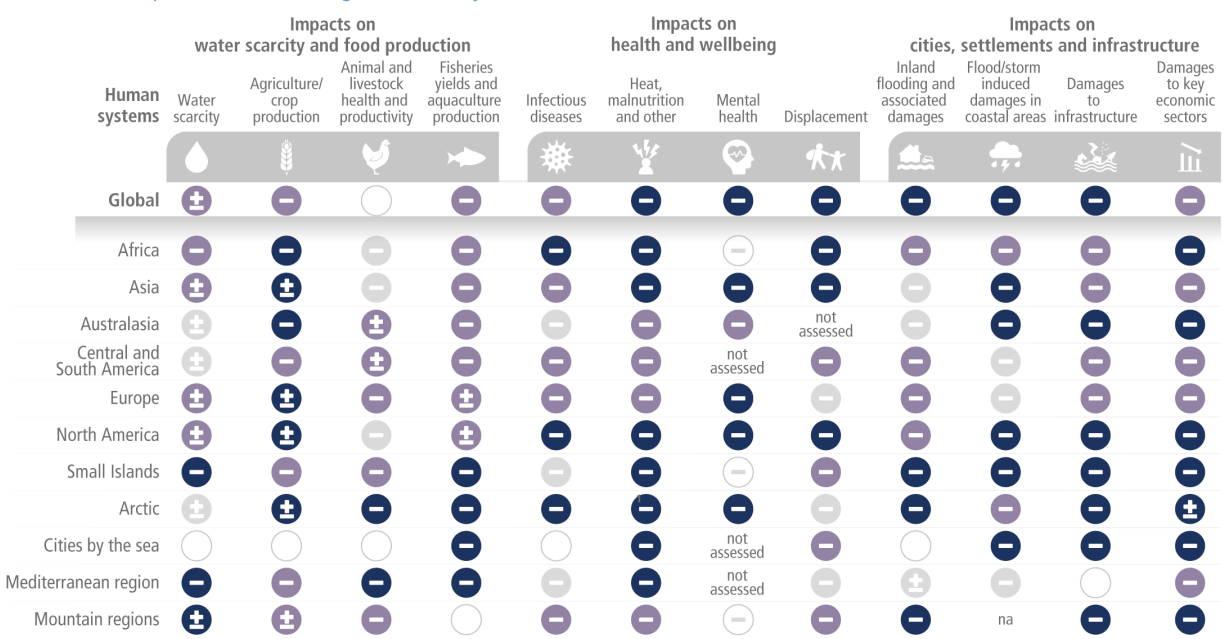 Impacts on
water scarcity and food production
Impacts on
health and wellbeing
Impacts on
cities, settlements and infrastructure
Human
systems
Water
scarcity
Agriculture/
crop
production
Animal and
livestock
health and
productivity
Fisheries
yields and
aquaculture
production
Infectious
diseases
Heat,
malnutrition
and other
Mental
health
Displacement
Inland
flooding and
associated
damages
Flood/storm
induced
damages in
coastal areas
Damages
to
infrastructure
Damages
to key
economic
sectors
Global
± − − − − − − − − − −
Africa
− − − − − − − − − − − −
Asia
± ± − − − − − − − − − −
Australasia
± − ± − − − − not assessed − − − −
Central and
South America
± − ± − − − not assessed − − − − −
Europe
± ± − ± − − − − − − − −
North America
± ± − ± − − − − − − − −
Small Islands
− − − − − − − − − − − −
Arctic
± ± − − − − − − − − − ±
Cities by the sea
− − not assessed − − − −
Mediterranean region
− − − − − − not assessed − ± − −
Mountain regions
± ± − − − − − − na − −